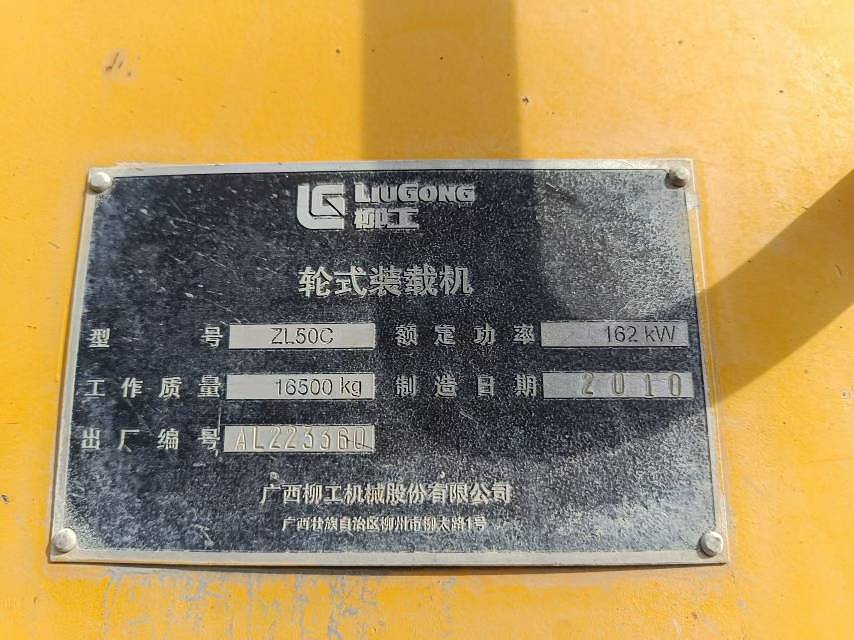 LIUGONG
柳工
轮式装载机
型号 ZL50C 额定功率 162 kW
工作质量 16500 kg 制造日期 2010
出厂编号 AL223360
广西柳工机械股份有限公司
广西壮族自治区柳州市柳太路1号